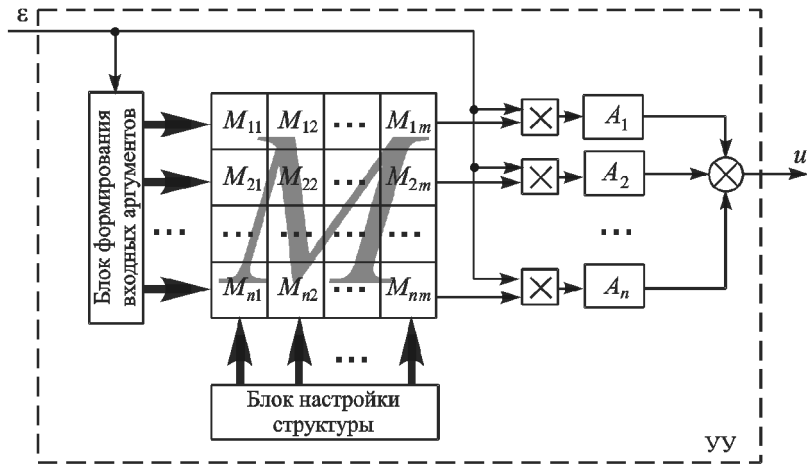 ε
Блок формирования
входных аргументов
M11 M12 ... M1m
M21 M22 ... M2m
... ... ... ...
Mn1 Mn2 ... Mnm
M
...
...
× A1
× A2
...
× An
u
Блок настройки
структуры
УУ